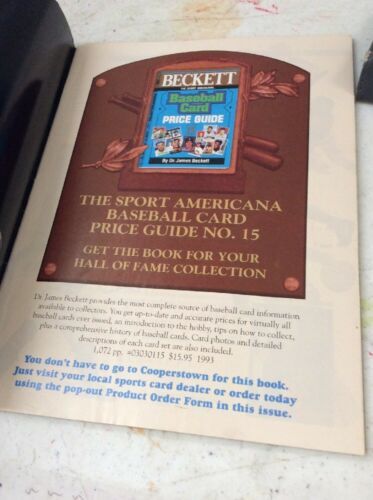 BECKETT
THE SPORT AMERICANA
Baseball
Card
PRICE GUIDE
15
By Dr. James Beckett
THE SPORT AMERICANA
BASEBALL CARD
PRICE GUIDE NO. 15
GET THE BOOK FOR YOUR
HALL OF FAME COLLECTION
Dr. James Beckett provides the most complete source of baseball card information
available to collectors. You get up-to-date and accurate prices for virtually all
baseball cards ever issued, an introduction to the hobby, tips on how to collect,
plus a comprehensive history of baseball cards. Card photos and detailed
descriptions of each card set are also included.
1,072 pp. #03030115 $15.95 1993
You don't have to go to Cooperstown for this book.
Just visit your local sports card dealer or order today
using the pop-out Product Order Form in this issue.